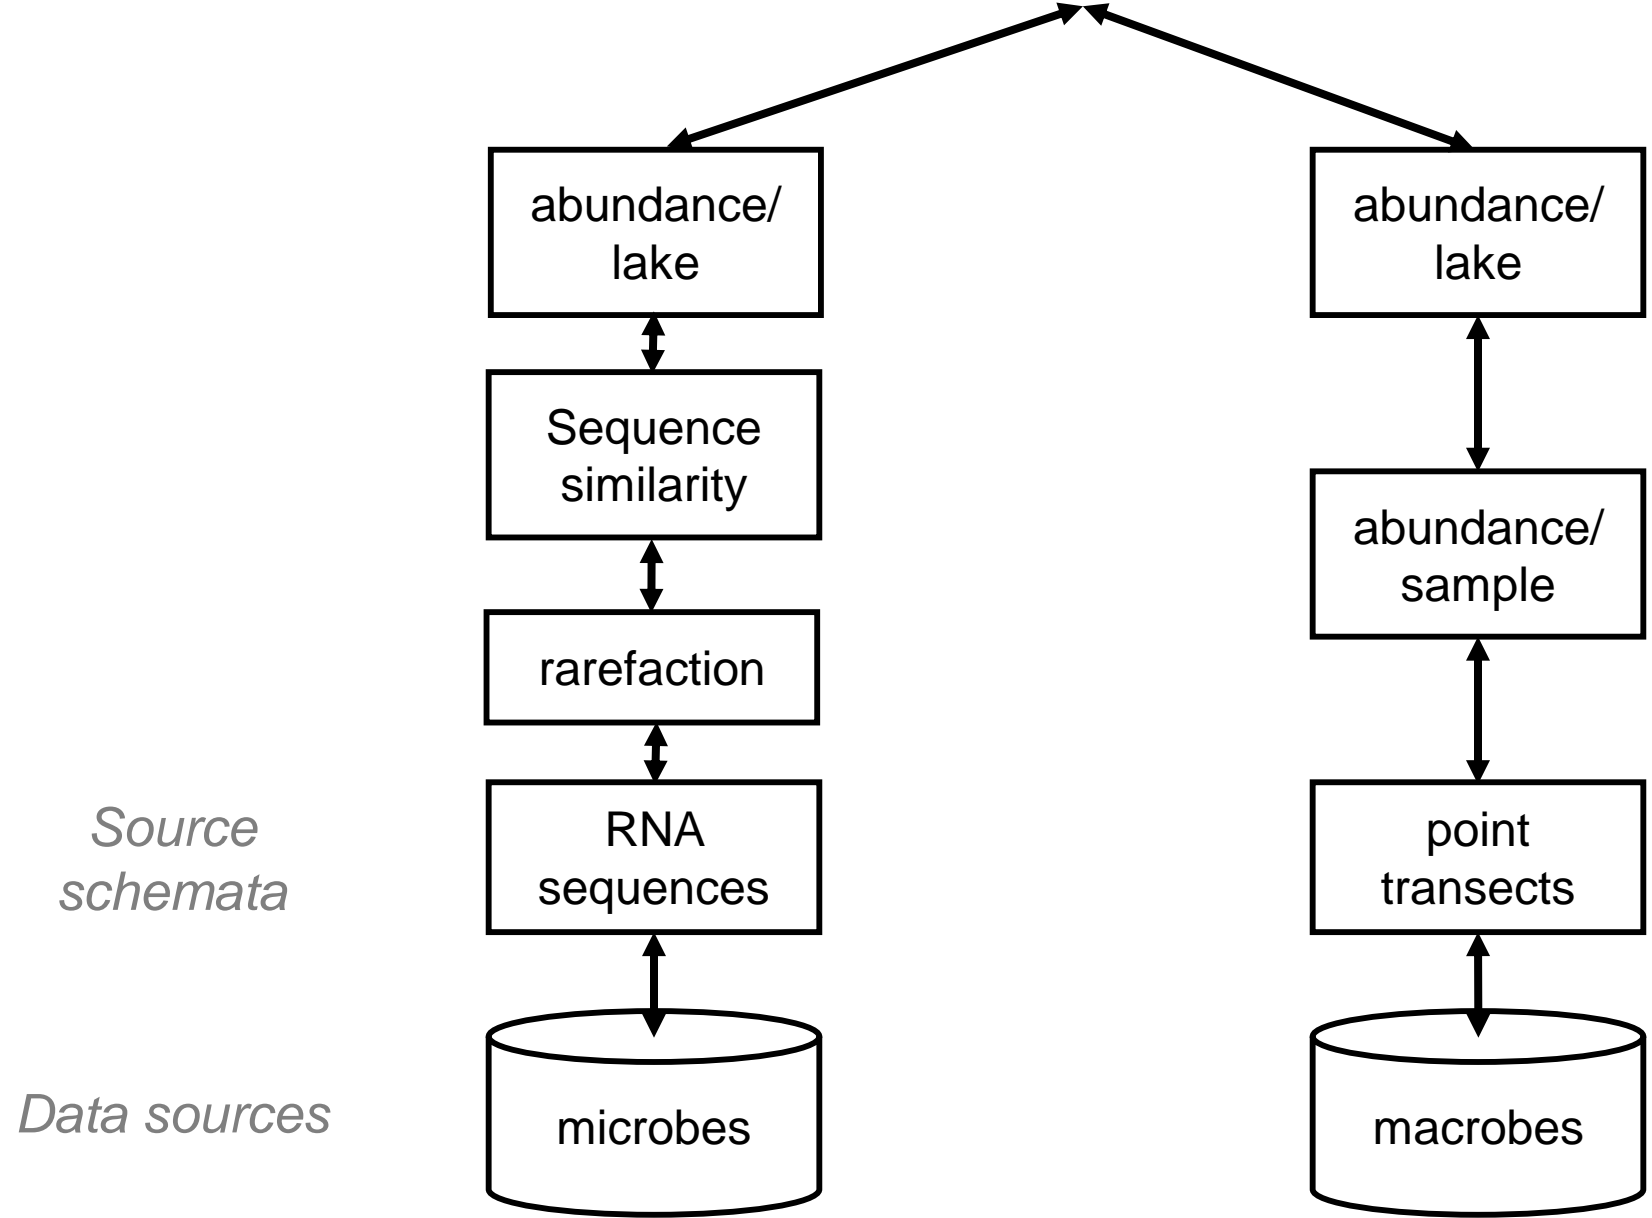 abundance/
lake
abundance/
lake
Sequence
similarity
abundance/
sample
rarefaction
Source
schemata
RNA
sequences
point
transects
Data sources
microbes
macrobes